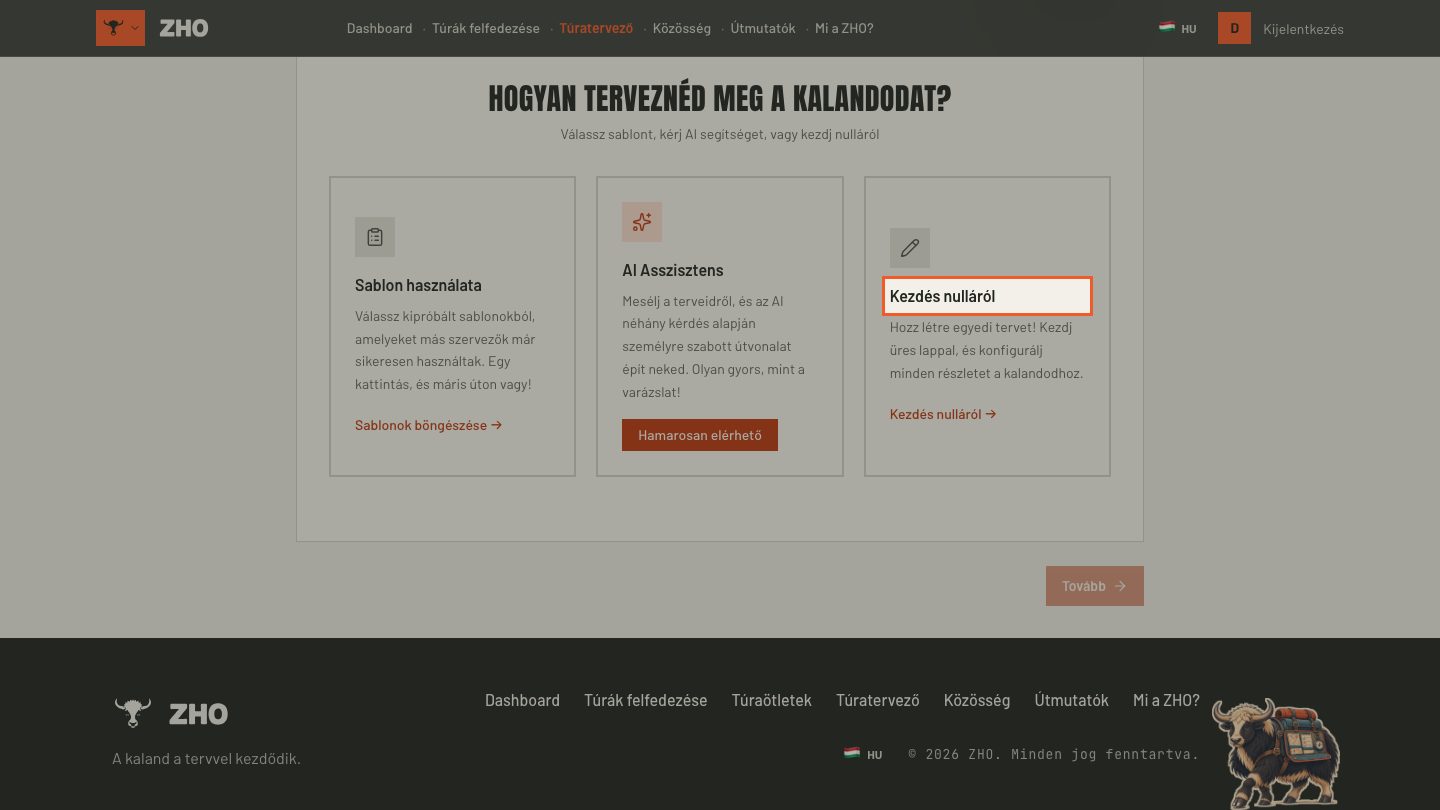 ZHO
Dashboard · Túrák felfedezése · Túratervező · Közösség · Útmutatók · Mi a ZHO?
HU
D
Kijelentkezés
HOGYAN TERVEZNÉD MEG A KALANDODAT?
Válassz sablont, kérj AI segítséget, vagy kezdj nulláról
Sablon használata
Válassz kipróbált sablonokból,
amelyeket más szervezők már
sikeresen használtak. Egy
kattintás, és máris úton vagy!
Sablonok böngészése →
AI Asszisztens
Mesélj a terveidről, és az AI
néhány kérdés alapján
személyre szabott útvonalat
épít neked. Olyan gyors, mint a
varázslat!
Hamarosan elérhető
Kezdés nulláról
Hozz létre egyedi tervet! Kezdj
üres lappal, és konfigurálj
minden részletet a kalandodhoz.
Kezdés nulláról →
Tovább →
ZHO
A kaland a tervvel kezdődik.
Dashboard Túrák felfedezése Túraötletek Túratervező Közösség Útmutatók Mi a ZHO?
HU
© 2026 ZHO. Minden jog fenntartva.